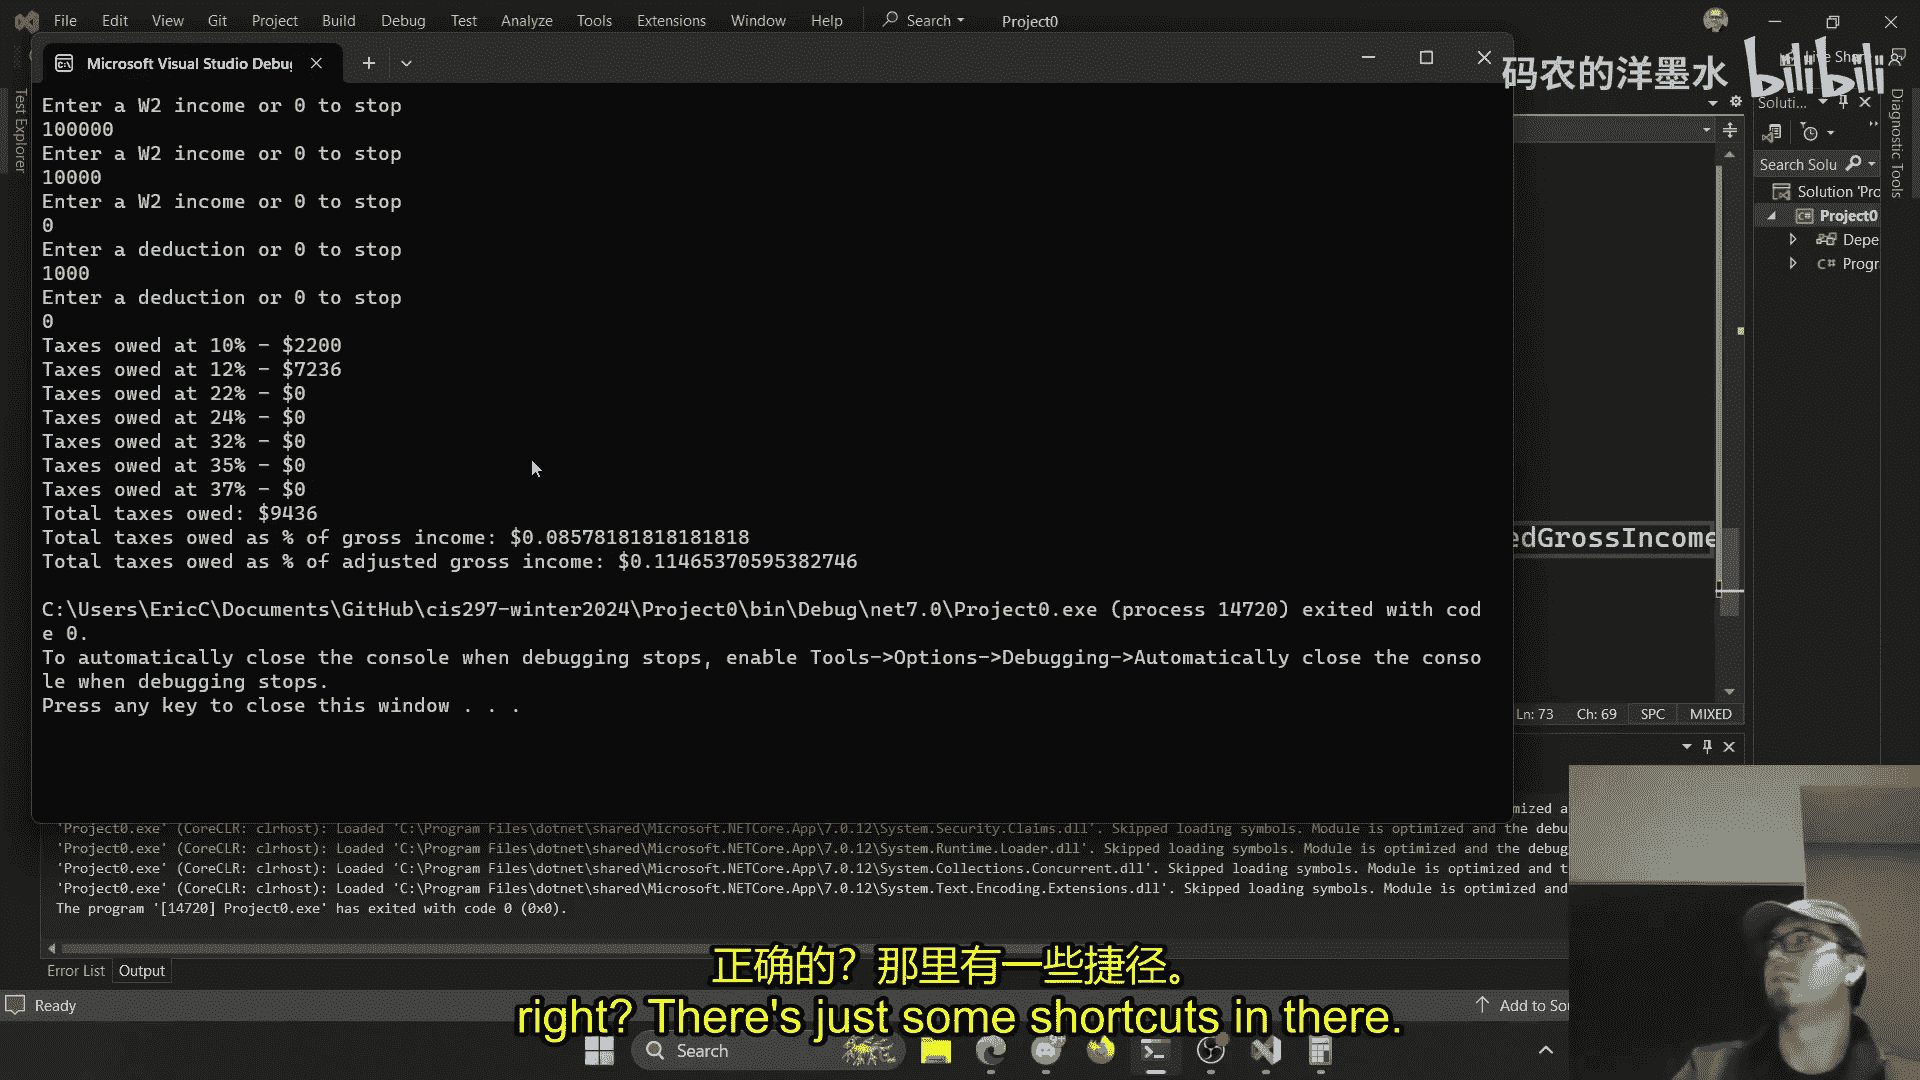 File Edit View Git Project Build Debug Test Analyze Tools Extensions Window Help Search Project0
Microsoft Visual Studio Debu
码农的洋墨水 bilibili
Live Share
Test Explorer
Enter a W2 income or 0 to stop
100000
Enter a W2 income or 0 to stop
10000
Enter a W2 income or 0 to stop
0
Enter a deduction or 0 to stop
1000
Enter a deduction or 0 to stop
0
Taxes owed at 10% - $2200
Taxes owed at 12% - $7236
Taxes owed at 22% - $0
Taxes owed at 24% - $0
Taxes owed at 32% - $0
Taxes owed at 35% - $0
Taxes owed at 37% - $0
Total taxes owed: $9436
Total taxes owed as % of gross income: $0.08578181818181818
Total taxes owed as % of adjusted gross income: $0.11465370595382746
C:\Users\EricC\Documents\GitHub\cis297-winter2024\Project0\bin\Debug\net7.0\Project0.exe (process 14720) exited with cod
e 0.
To automatically close the console when debugging stops, enable Tools->Options->Debugging->Automatically close the conso
le when debugging stops.
Press any key to close this window . . .
edGrossIncome
Ln: 73 Ch: 69 SPC MIXED
Soluti...
Search Solu
Solution 'Pro
Project0
Depe
C# Progr
Diagnostic Tools
mized a
'Project0.exe' (CoreCLR: clrhost): Loaded 'C:\Program Files\dotnet\shared\Microsoft.NETCore.App\7.0.12\System.Security.Claims.dll'. Skipped loading symbols. Module is optimized and the debu
'Project0.exe' (CoreCLR: clrhost): Loaded 'C:\Program Files\dotnet\shared\Microsoft.NETCore.App\7.0.12\System.Runtime.Loader.dll'. Skipped loading symbols. Module is optimized and the debug
'Project0.exe' (CoreCLR: clrhost): Loaded 'C:\Program Files\dotnet\shared\Microsoft.NETCore.App\7.0.12\System.Collections.Concurrent.dll'. Skipped loading symbols. Module is optimized and t
'Project0.exe' (CoreCLR: clrhost): Loaded 'C:\Program Files\dotnet\shared\Microsoft.NETCore.App\7.0.12\System.Text.Encoding.Extensions.dll'. Skipped loading symbols. Module is optimized and
The program '[14720] Project0.exe' has exited with code 0 (0x0).
Error List Output
正确的？那里有一些捷径。
Ready
Add to Sou
right? There's just some shortcuts in there.
Search